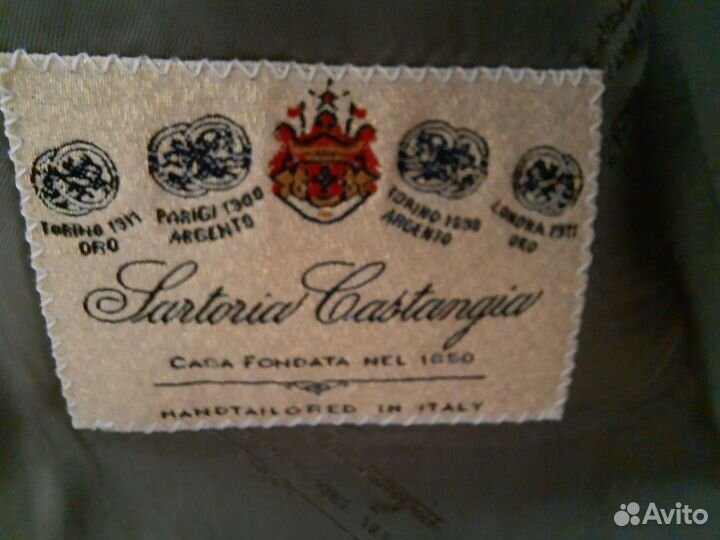 TORINO 1911
ORO
PARIGI 1900
ARGENTO
TORINO 1898
ARGENTO
LONDRA 1911
ORO
Sartoria Castangia
CASA FONDATA NEL 1850
HANDTAILORED IN ITALY
Avito